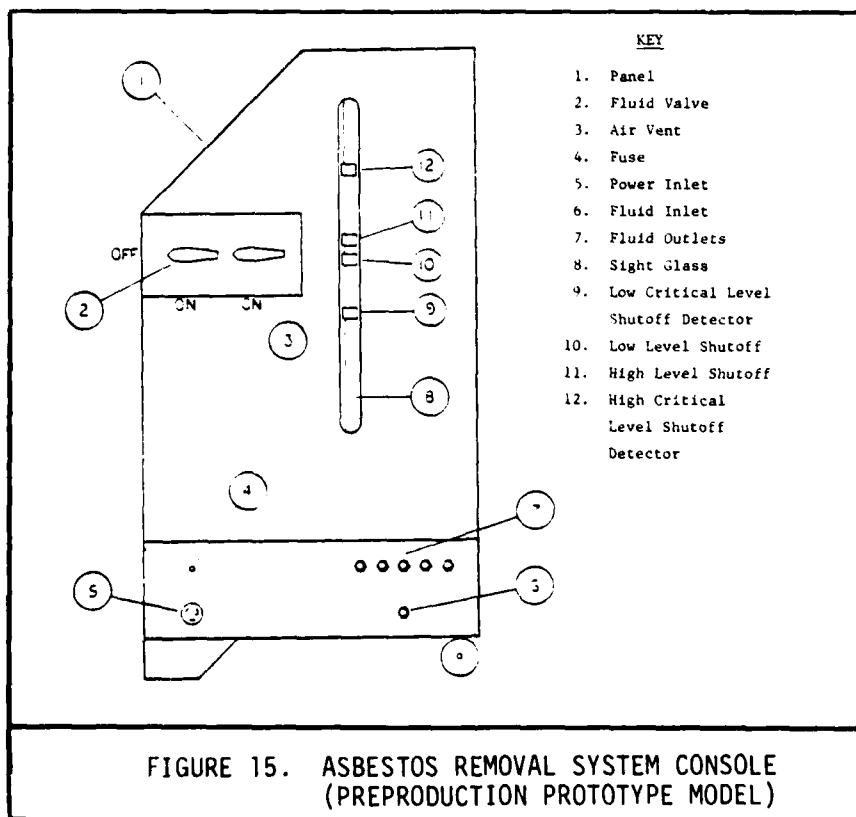 KEY
1. Panel
2. Fluid Valve
3. Air Vent
4. Fuse
5. Power Inlet
6. Fluid Inlet
7. Fluid Outlets
8. Sight Glass
9. Low Critical Level
Shutoff Detector
10. Low Level Shutoff
11. High Level Shutoff
12. High Critical
Level Shutoff
Detector
1
12
11
OFF
10
2
ON ON
9
3
8
4
7
5
FIGURE 15. ASBESTOS REMOVAL SYSTEM CONSOLE
(PREPRODUCTION PROTOTYPE MODEL)